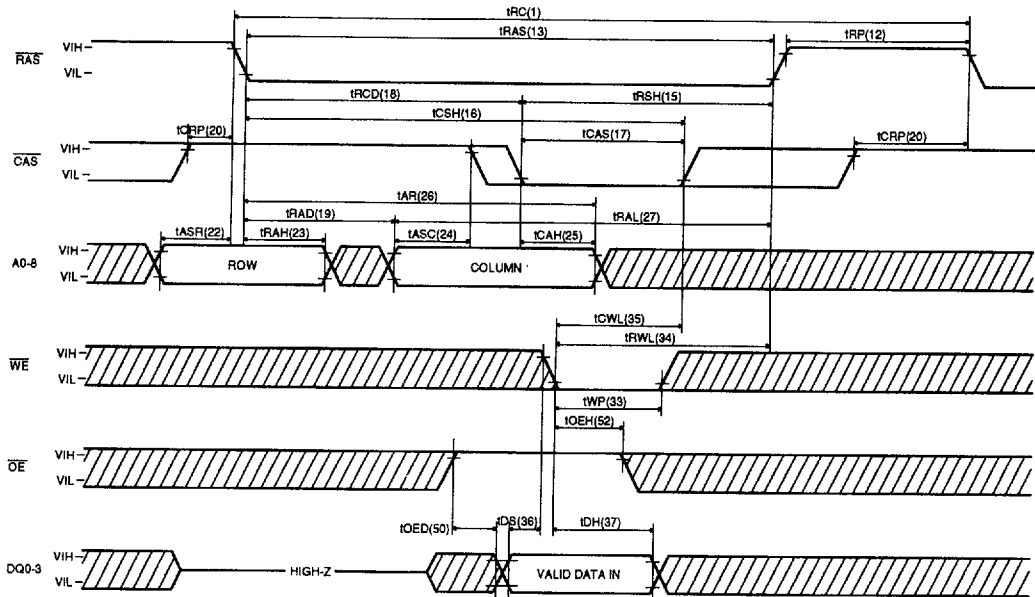 tRC(1)
tRAS(13)
tRP(12)
RAS
VIH
VIL
tRCD(18)
tRSH(15)
tCSH(16)
tCRP(20)
tCAS(17)
tCRP(20)
CAS
VIH
VIL
tAR(26)
tRAD(19)
tRAL(27)
tASR(22)
tRAH(23)
tASC(24)
tCAH(25)
A0-8
VIH
VIL
ROW
COLUMN
tCWL(35)
tRWL(34)
WE
VIH
VIL
tWP(33)
tOEH(52)
OE
VIH
VIL
tOED(50)
tDS(36)
tDH(37)
DQ0-3
VIH
VIL
HIGH-Z
VALID DATA IN